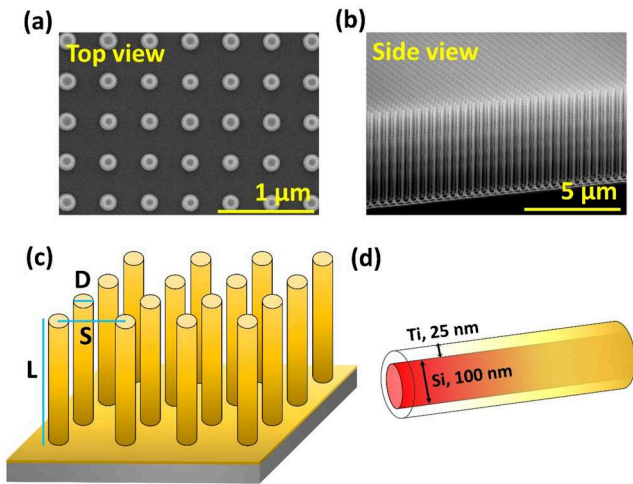 (a)
Top view
1 μm
(b)
Side view
5 μm
(c)
D
S
L
(d)
Ti, 25 nm
Si, 100 nm